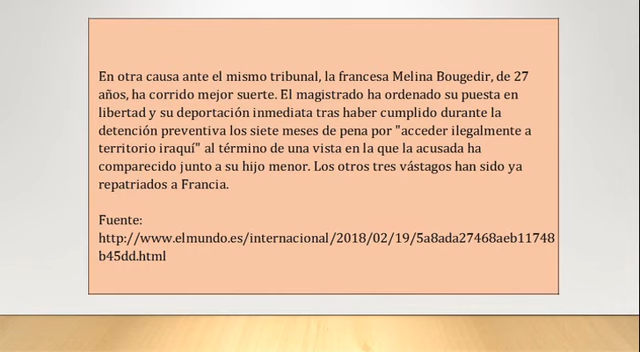 En otra causa ante el mismo tribunal, la francesa Melina Bougedir, de 27
años, ha corrido mejor suerte. El magistrado ha ordenado su puesta en
libertad y su deportación inmediata tras haber cumplido durante la
detención preventiva los siete meses de pena por "acceder ilegalmente a
territorio iraquí" al término de una vista en la que la acusada ha
comparecido junto a su hijo menor. Los otros tres vástagos han sido ya
repatriados a Francia.
Fuente:
http://www.elmundo.es/internacional/2018/02/19/5a8ada27468aeb11748
b45dd.html